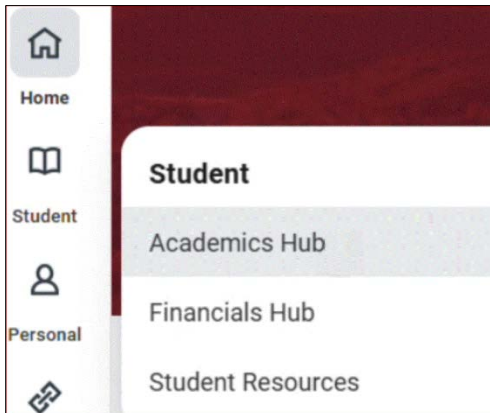 Home
Student
Personal
Student
Academics Hub
Financials Hub
Student Resources